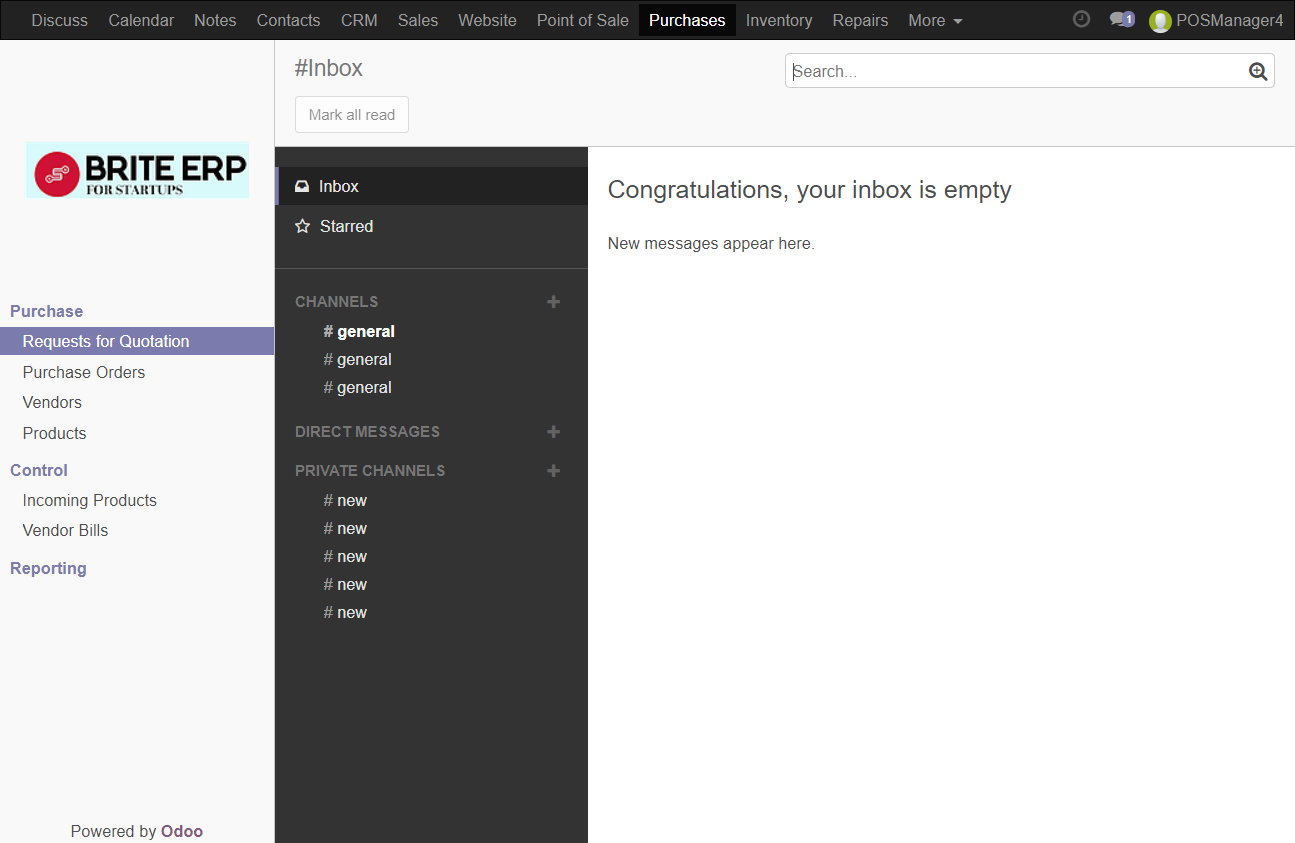 Discuss Calendar Notes Contacts CRM Sales Website Point of Sale Purchases Inventory Repairs More 1 POSManager4
#Inbox
Search...
Mark all read
BRITE ERP
FOR STARTUPS
Purchase
Requests for Quotation
Purchase Orders
Vendors
Products
Control
Incoming Products
Vendor Bills
Reporting
Powered by Odoo
Inbox
Starred
CHANNELS
# general
# general
# general
DIRECT MESSAGES
PRIVATE CHANNELS
# new
# new
# new
# new
# new
Congratulations, your inbox is empty
New messages appear here.